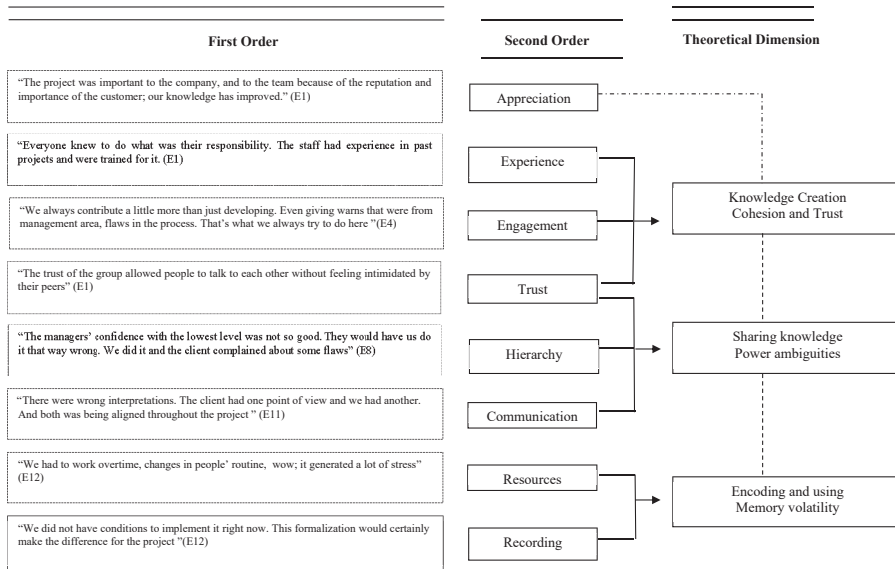 First Order
Second Order
Theoretical Dimension
“The project was important to the company, and to the team because of the reputation and
importance of the customer; our knowledge has improved.” (E1)
“Everyone knew to do what was their responsibility. The staff had experience in past
projects and were trained for it. (E1)
“We always contribute a little more than just developing. Even giving warns that were from
management area, flaws in the process. That’s what we always try to do here ”(E4)
“The trust of the group allowed people to talk to each other without feeling intimidated by
their peers” (E1)
“The managers’ confidence with the lowest level was not so good. They would have us do
it that way wrong. We did it and the client complained about some flaws” (E8)
“There were wrong interpretations. The client had one point of view and we had another.
And both was being aligned throughout the project ” (E11)
“We had to work overtime, changes in people’ routine, wow; it generated a lot of stress”
(E12)
“We did not have conditions to implement it right now. This formalization would certainly
make the difference for the project ”(E12)
Appreciation
Experience
Engagement
Trust
Hierarchy
Communication
Resources
Recording
Knowledge Creation
Cohesion and Trust
Sharing knowledge
Power ambiguities
Encoding and using
Memory volatility